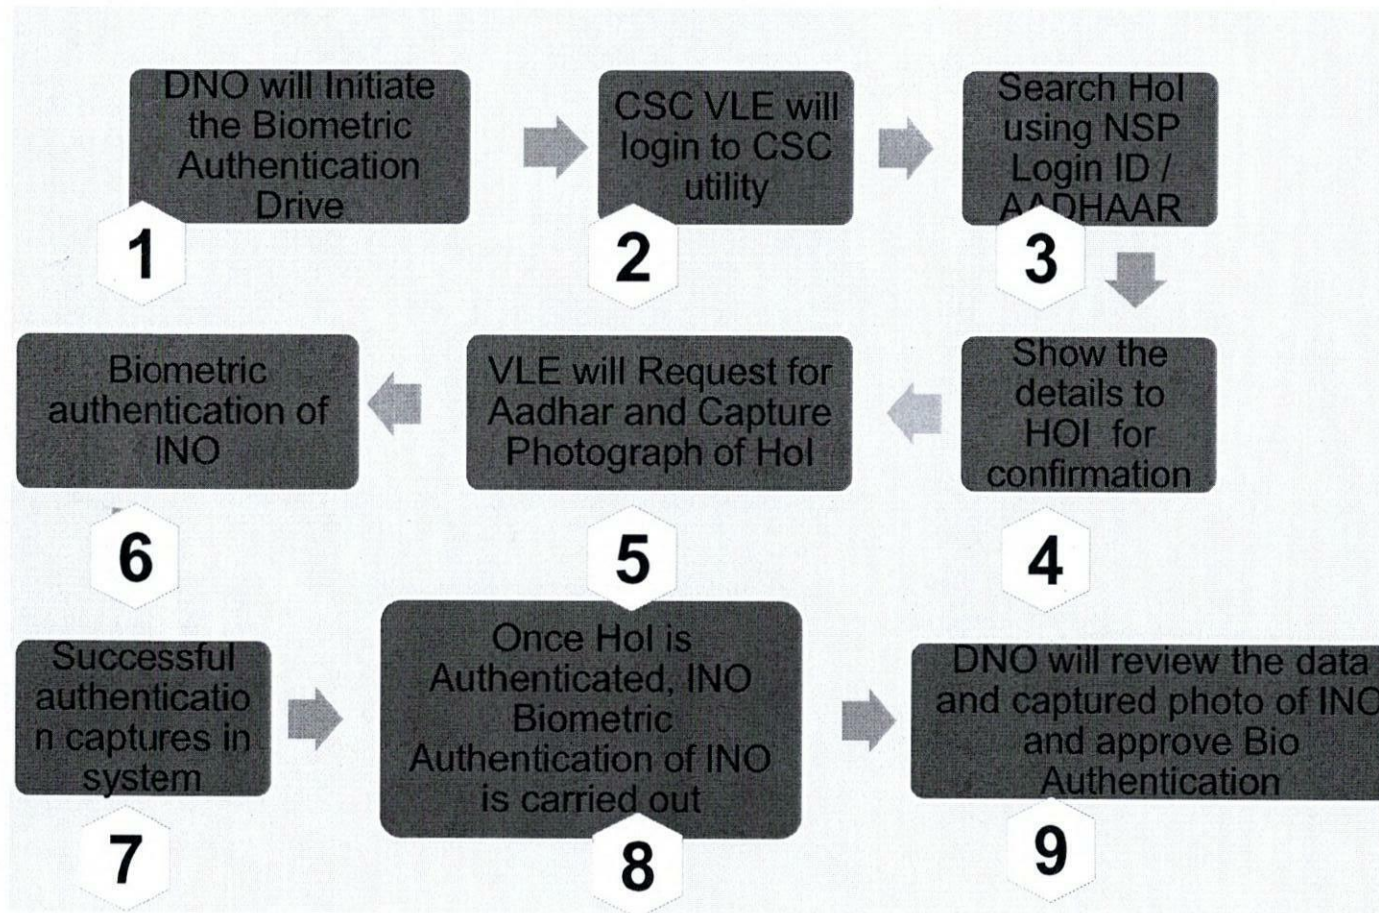 DNO will Initiate
the Biometric
Authentication
Drive
1
CSC VLE will
login to CSC
utility
2
Search HoI
using NSP
Login ID /
AADHAAR
3
Show the
details to
HOI for
confirmation
4
VLE will Request for
Aadhar and Capture
Photograph of HoI
5
Biometric
authentication of
INO
6
Successful
authenticatio
n captures in
system
7
Once HoI is
Authenticated, INO
Biometric
Authentication of INO
is carried out
8
DNO will review the data
and captured photo of INO
and approve Bio
Authentication
9